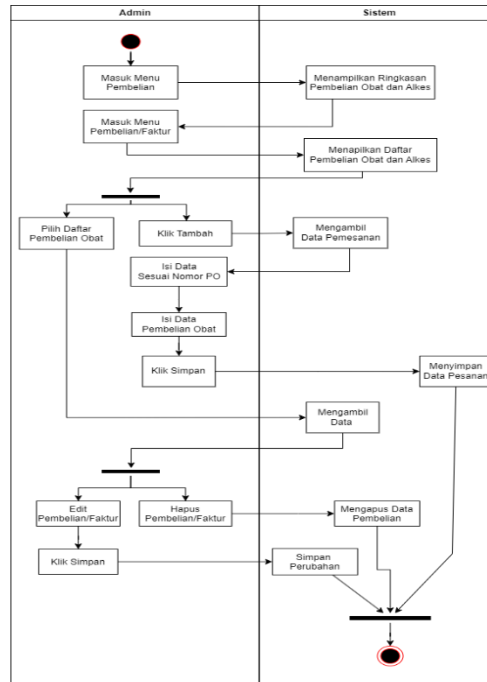 Admin
Sistem
Masuk Menu
Pembelian
Menampilkan Ringkasan
Pembelian Obat dan Alkes
Masuk Menu
Pembelian/Faktur
Menapilkan Daftar
Pembelian Obat dan Alkes
Pilih Daftar
Pembelian Obat
Klik Tambah
Mengambil
Data Pemesanan
Isi Data
Sesuai Nomor PO
Isi Data
Pembelian Obat
Klik Simpan
Menyimpan
Data Pesanan
Mengambil
Data
Edit
Pembelian/Faktur
Hapus
Pembelian/Faktur
Mengapus Data
Pembelian
Klik Simpan
Simpan
Perubahan